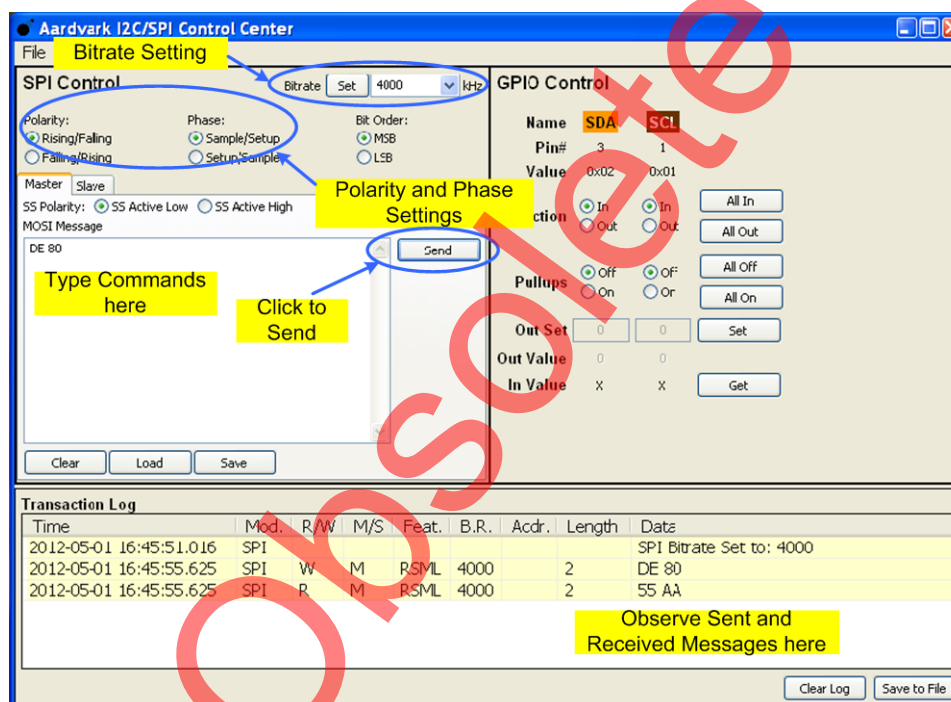 Aardvark I2C/SPI Control Center
File
Bitrate Setting
SPI Control
Bitrate Set 4000 kHz
Polarity: Phase: Bit Order:
Rising/Falling Sample/Setup MSB
Falling/Rising Setup/Sample LSB
Master Slave
Polarity and Phase Settings
SS Polarity: SS Active Low SS Active High
MOSI Message
DE 80
Send
Type Commands here
Click to Send
Clear Load Save
GPIO Control
Name SDA SCL
Pin# 3 1
Value 0x02 0x01
ction In In All In
Out Out All Out
Pullups Off Off All Off
On On All On
Out Set 0 0 Set
Out Value 0 0
In Value X X Get
Transaction Log
Time Mod. R/W M/S Feat. B.R. Addr. Length Data
2012-05-01 16:45:51.016 SPI SPI Bitrate Set to: 4000
2012-05-01 16:45:55.625 SPI W M RSML 4000 2 DE 80
2012-05-01 16:45:55.625 SPI R M RSML 4000 2 55 AA
Observe Sent and Received Messages here
Clear Log Save to File
Obsolete